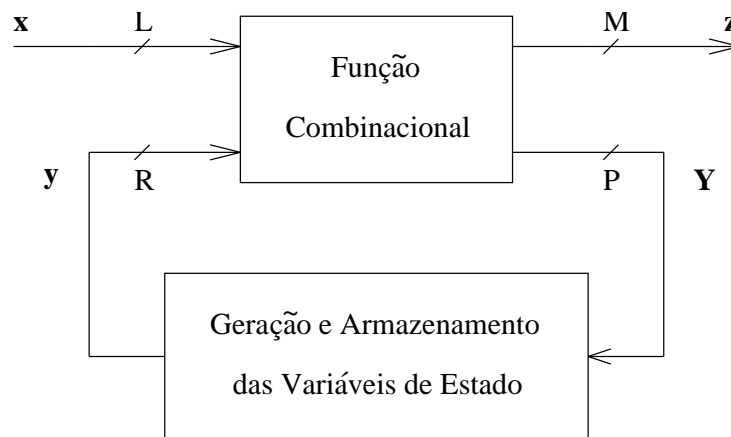 x
L
M
z
Função
Combinacional
y
R
P
Y
Geração e Armazenamento
das Variáveis de Estado